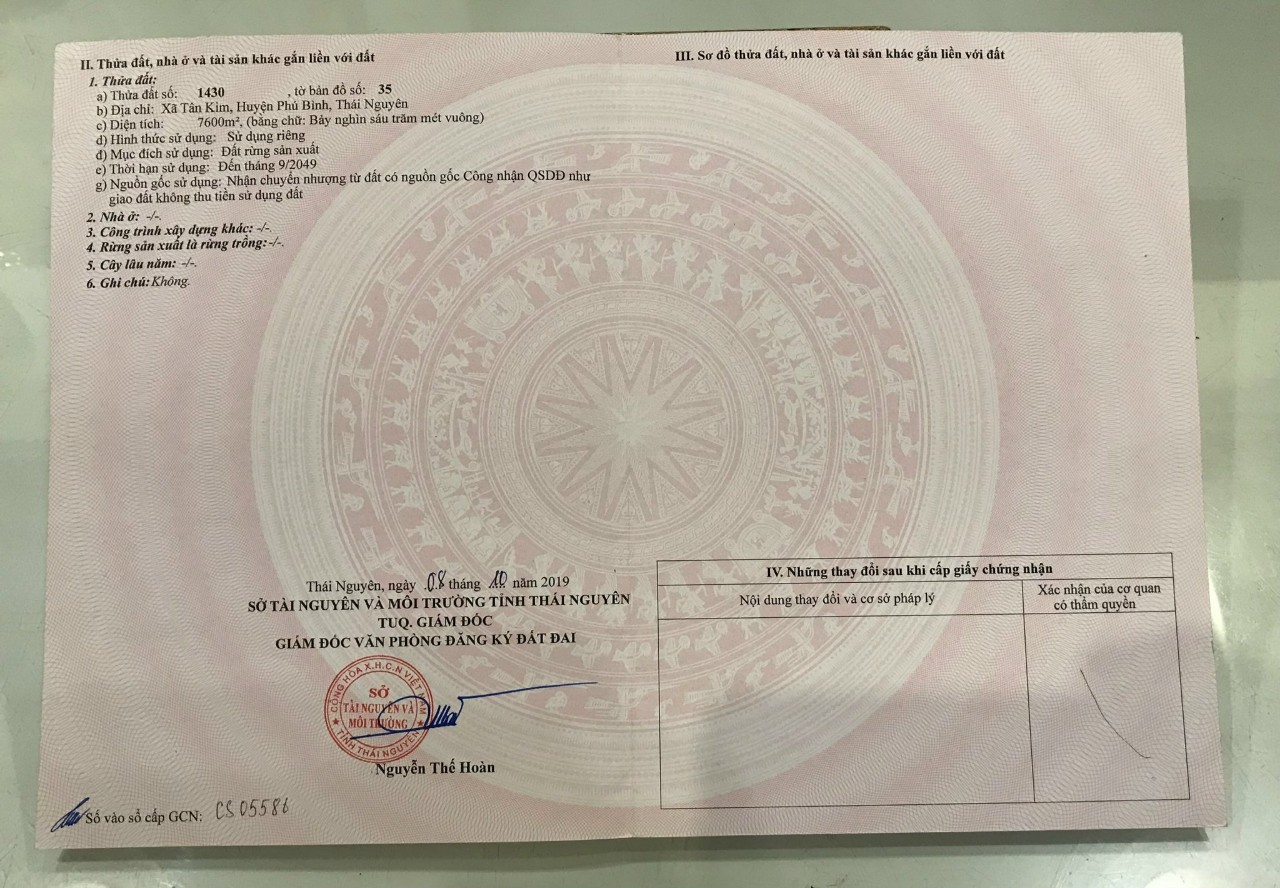 II. Thửa đất, nhà ở và tài sản khác gắn liền với đất
1. Thửa đất:
a) Thửa đất số: 1430 , tờ bản đồ số: 35
b) Địa chỉ: Xã Tân Kim, Huyện Phú Bình, Thái Nguyên
c) Diện tích: 7600m², (bằng chữ: Bảy nghìn sáu trăm mét vuông)
d) Hình thức sử dụng: Sử dụng riêng
đ) Mục đích sử dụng: Đất rừng sản xuất
e) Thời hạn sử dụng: Đến tháng 9/2049
g) Nguồn gốc sử dụng: Nhận chuyển nhượng từ đất có nguồn gốc Công nhận QSDĐ như
giao đất không thu tiền sử dụng đất
2. Nhà ở: -/-.
3. Công trình xây dựng khác: -/-.
4. Rừng sản xuất là rừng trồng:-/-.
5. Cây lâu năm: -/-.
6. Ghi chú: Không.
Thái Nguyên, ngày 08 tháng 10 năm 2019
SỞ TÀI NGUYÊN VÀ MÔI TRƯỜNG TỈNH THÁI NGUYÊN
TUQ. GIÁM ĐỐC
GIÁM ĐỐC VĂN PHÒNG ĐĂNG KÝ ĐẤT ĐAI
CỘNG HÒA X.H.C.N VIỆT NAM
SỞ
TÀI NGUYÊN VÀ
MÔI TRƯỜNG
TỈNH THÁI NGUYÊN
Nguyễn Thế Hoàn
Số vào sổ cấp GCN: CS 05586
III. Sơ đồ thửa đất, nhà ở và tài sản khác gắn liền với đất
IV. Những thay đổi sau khi cấp giấy chứng nhận
Nội dung thay đổi và cơ sở pháp lý
Xác nhận của cơ quan
có thẩm quyền